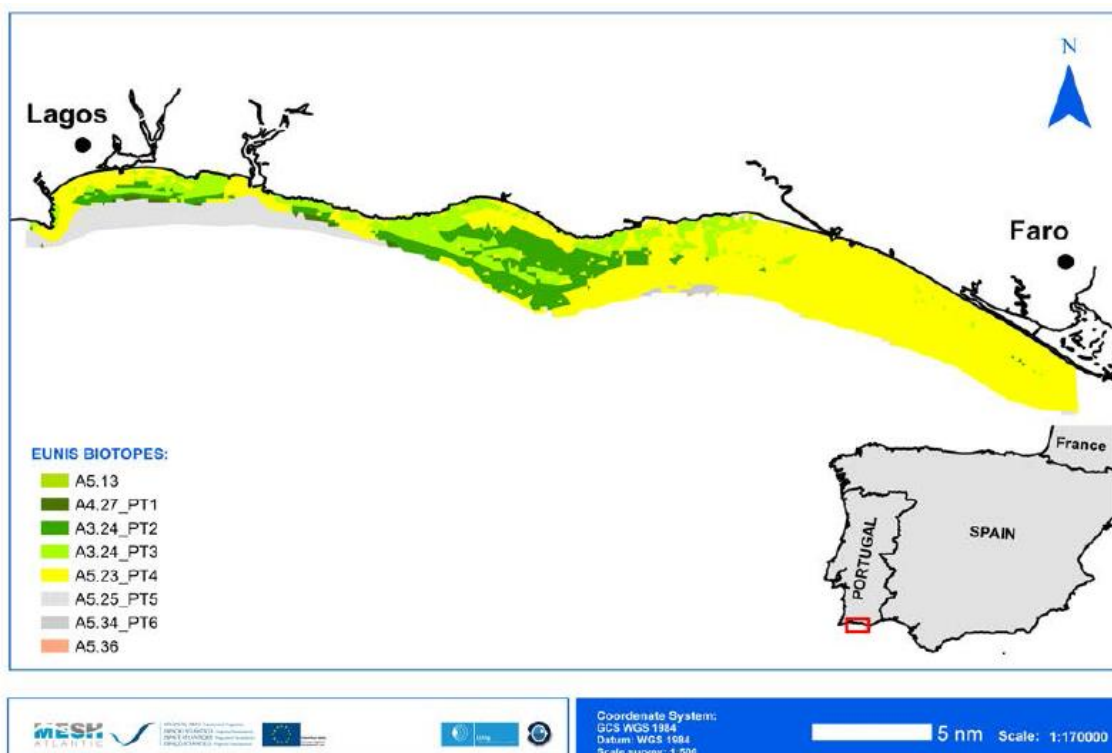 N
Lagos
Faro
EUNIS BIOTOPES:
A5.13
A4.27_PT1
A3.24_PT2
A3.24_PT3
A5.23_PT4
A5.25_PT5
A5.34_PT6
A5.36
France
SPAIN
PORTUGAL
MESH
ATLANTIC
Coordenate System:
GCS WGS 1984
Datum: WGS 1984
5 nm Scale: 1:170000